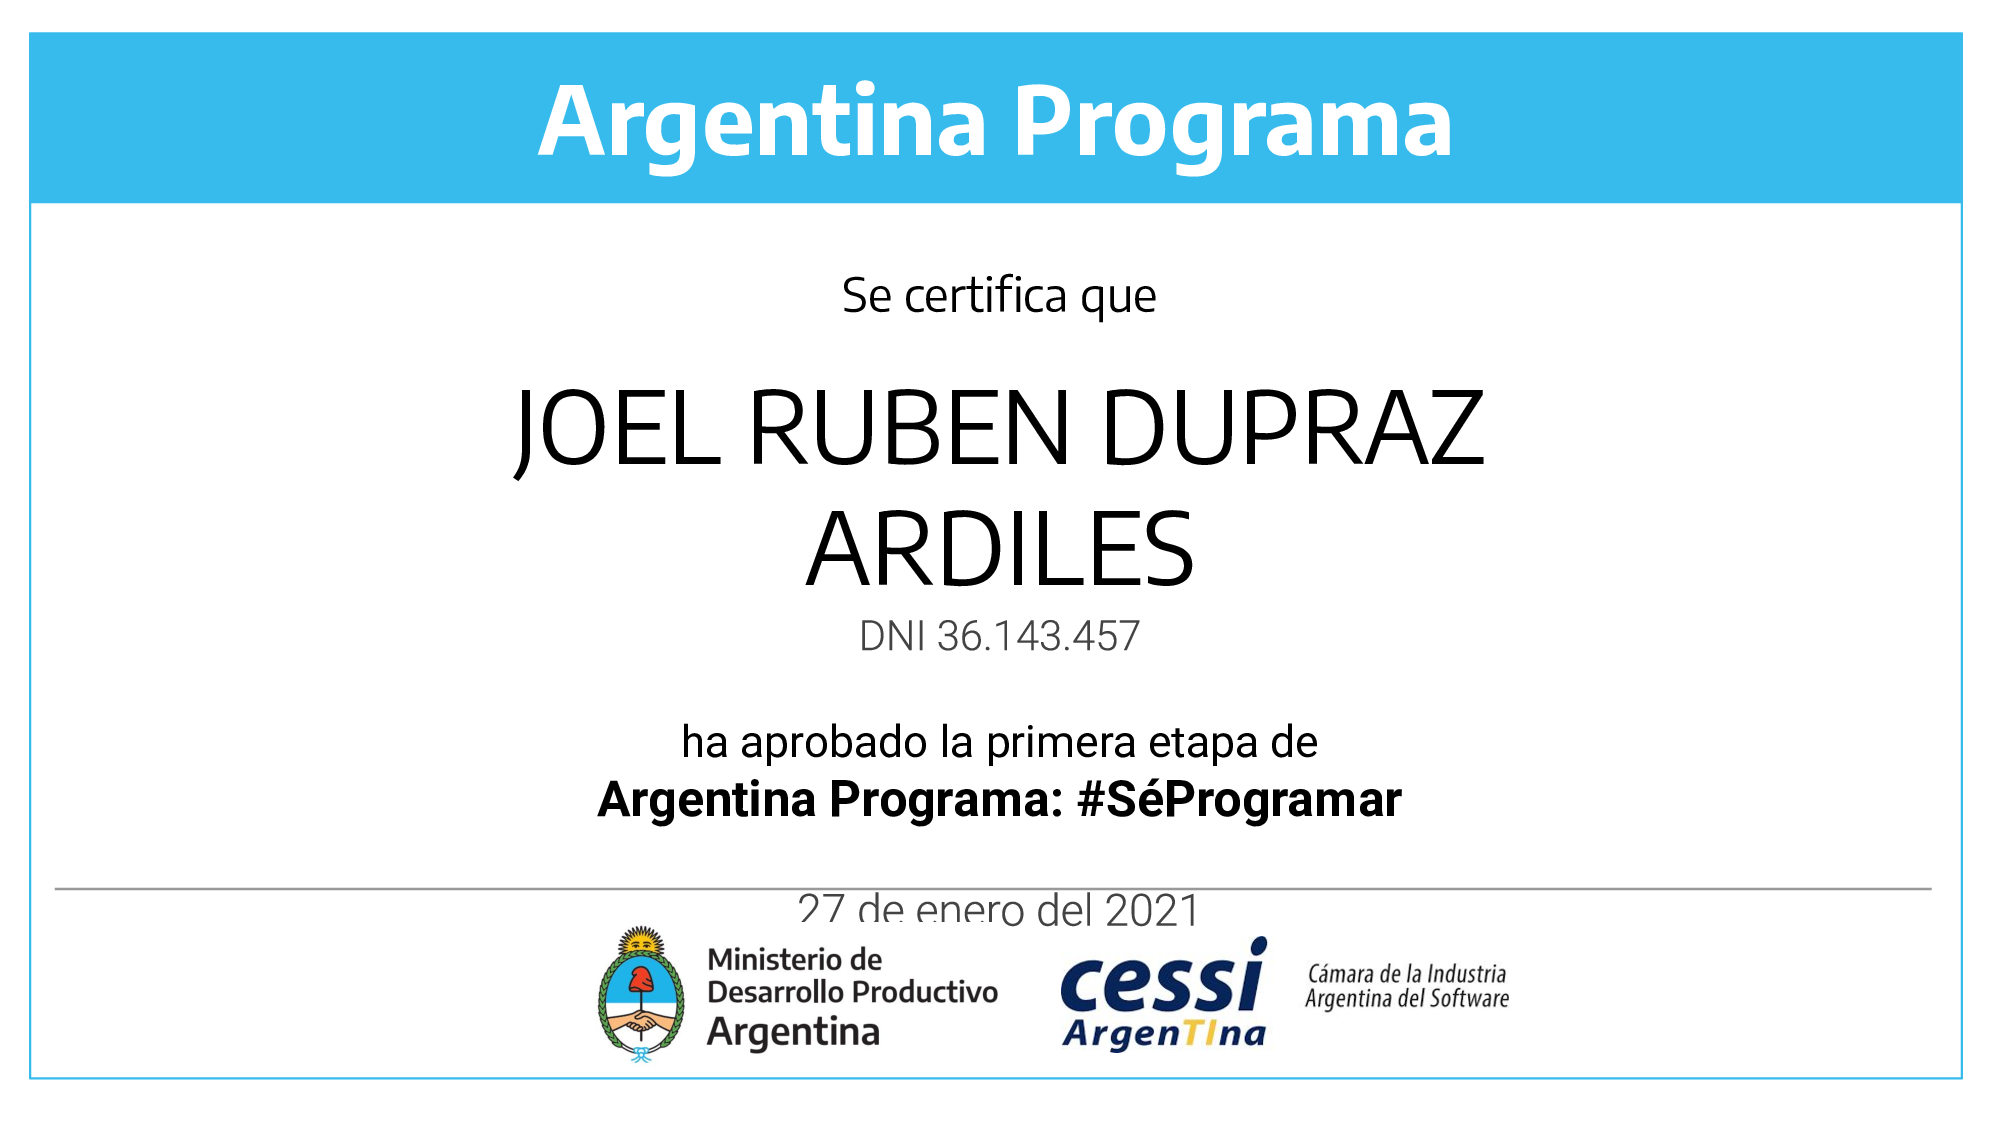 Argentina Programa
Se certifica que
JOEL RUBEN DUPRAZ
ARDILES
DNI 36.143.457
ha aprobado la primera etapa de
Argentina Programa: #SéProgramar
27 de enero del 2021
Ministerio de
Desarrollo Productivo
Argentina
cessi
ArgenTIna
Cámara de la Industria
Argentina del Software